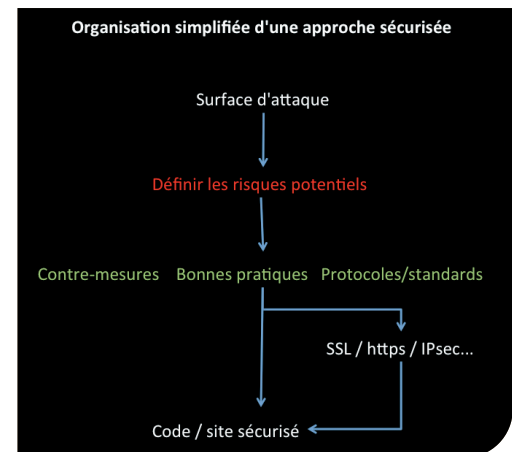 Organisation simplifiée d'une approche sécurisée
Surface d'attaque
Définir les risques potentiels
Contre-mesures Bonnes pratiques Protocoles/standards
SSL / https / IPsec...
Code / site sécurisé